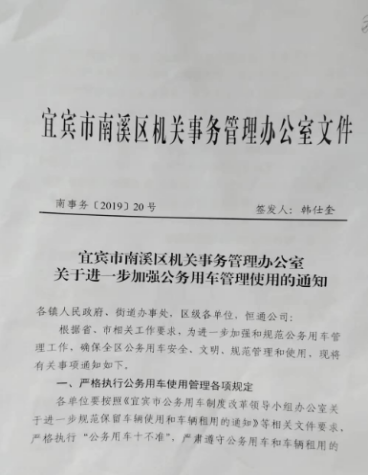 宜宾市南溪区机关事务管理办公室文件
南事务〔2019〕20号 签发人：韩仕奎
宜宾市南溪区机关事务管理办公室
关于进一步加强公务用车管理使用的通知
各镇人民政府、街道办事处，区级各单位，恒通公司：
根据省、市相关工作要求，为进一步加强和规范公务用车管
理工作，确保全区公务用车安全、文明、规范管理和使用，现将
有关事项通知如下。
一、严格执行公务用车使用管理各项规定
各单位要按照《宜宾市公务用车制度改革领导小组办公室关
于进一步规范保留车辆使用和车辆租用的通知》等相关文件要求，
严格执行“公务用车十不准”，严肃遵守公务用车和车辆租用的